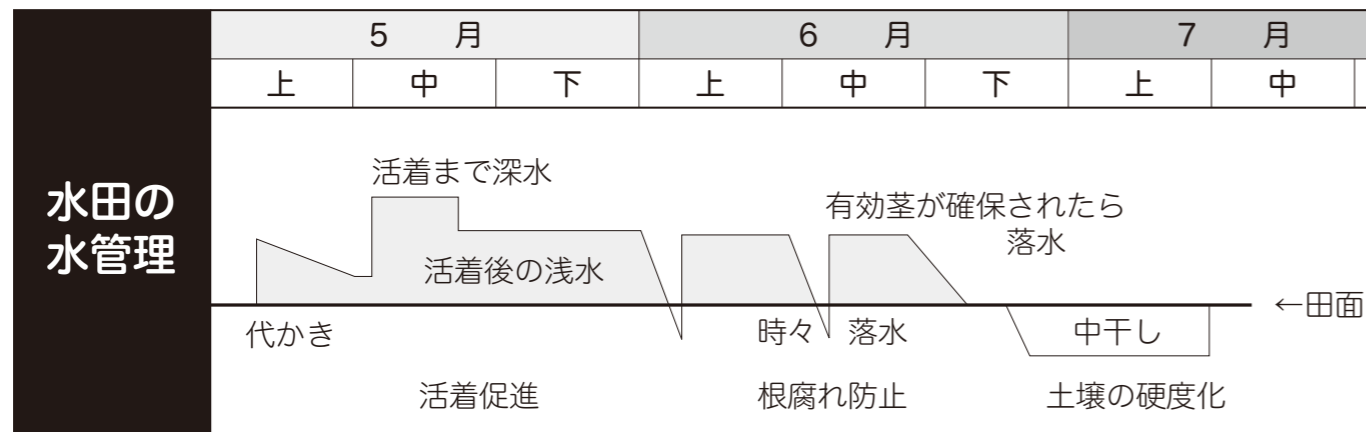 5 月 6 月 7 月
上 中 下 上 中 下 上 中
水田の
水管理
活着まで深水
有効茎が確保されたら
落水
活着後の浅水
←田面
代かき 時々 落水 中干し
活着促進 根腐れ防止 土壌の硬度化